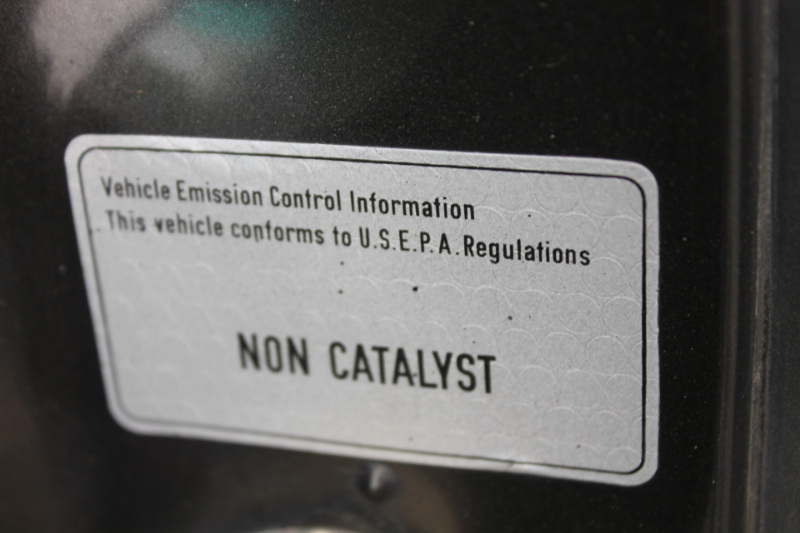 Vehicle Emission Control Information
This vehicle conforms to U.S.E.P.A. Regulations
NON CATALYST